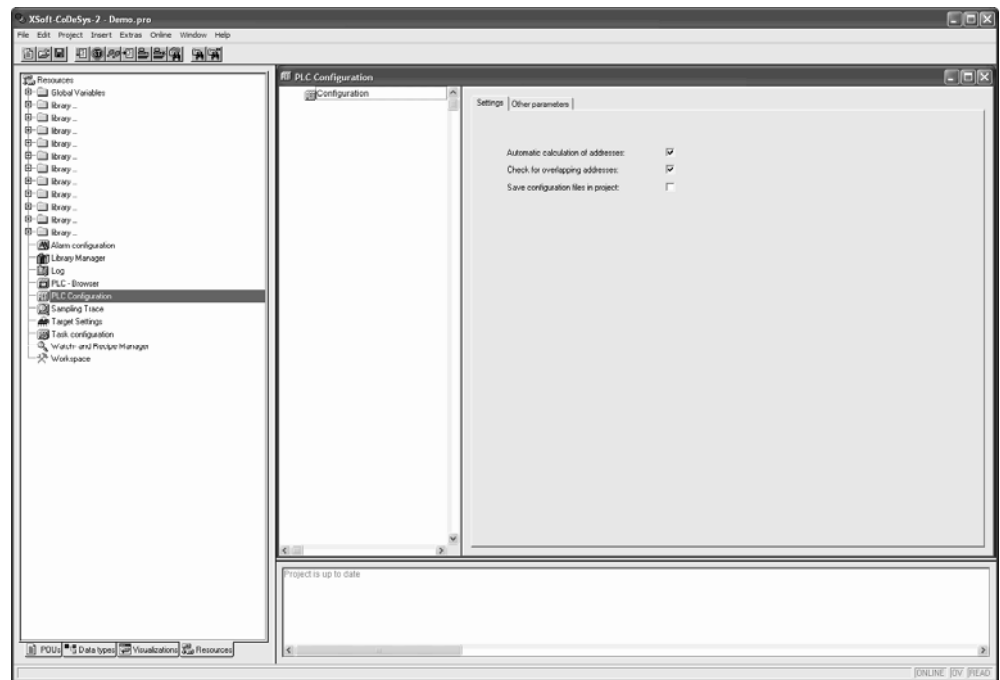 XSoft-CoDeSys-2 - Demo.pro
File Edit Project Insert Extras Online Window Help
Resources
Global Variables
library ...
library ...
library ...
library ...
library ...
library ...
library ...
library ...
library ...
library ...
library ...
Alarm configuration
Library Manager
Log
PLC - Browser
PLC Configuration
Sampling Trace
Target Settings
Task configuration
Watch- and Recipe Manager
Workspace
POUs Data types Visualizations Resources
PLC Configuration
Configuration
Settings Other parameters
Automatic calculation of addresses:
Check for overlapping addresses:
Save configuration files in project:
Project is up to date
ONLINE OV READ